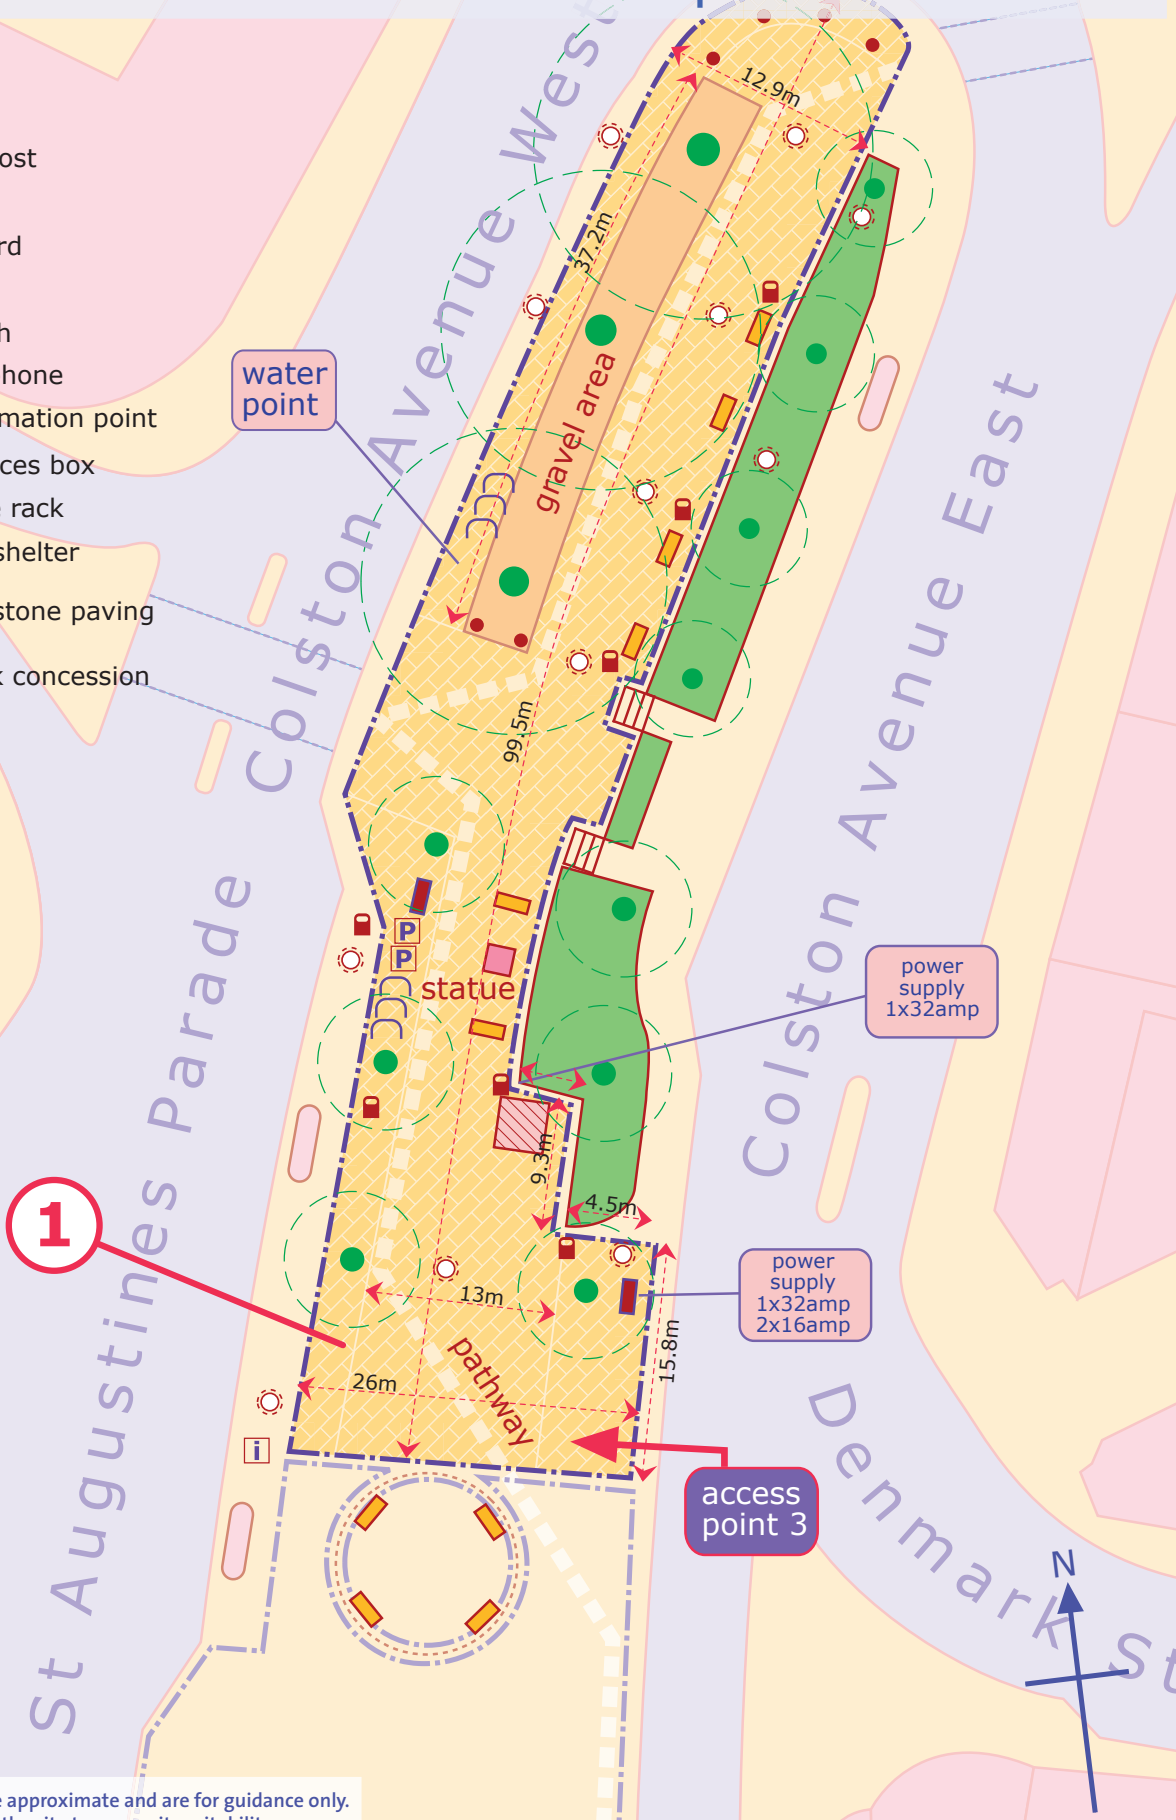 ost
rd
h
hone
mation point
ces box
rack
shelter
stone paving
k concession
Colston Avenue West
12.9m
37.2m
water
point
gravel area
99.5m
Colston Avenue East
P
P
statue
power
supply
1x32amp
St Augustines Parade
9.3m
4.5m
1
13m
power
supply
1x32amp
2x16amp
15.8m
26m
pathway
i
access
point 3
Denmark St
N
e approximate and are for guidance only.